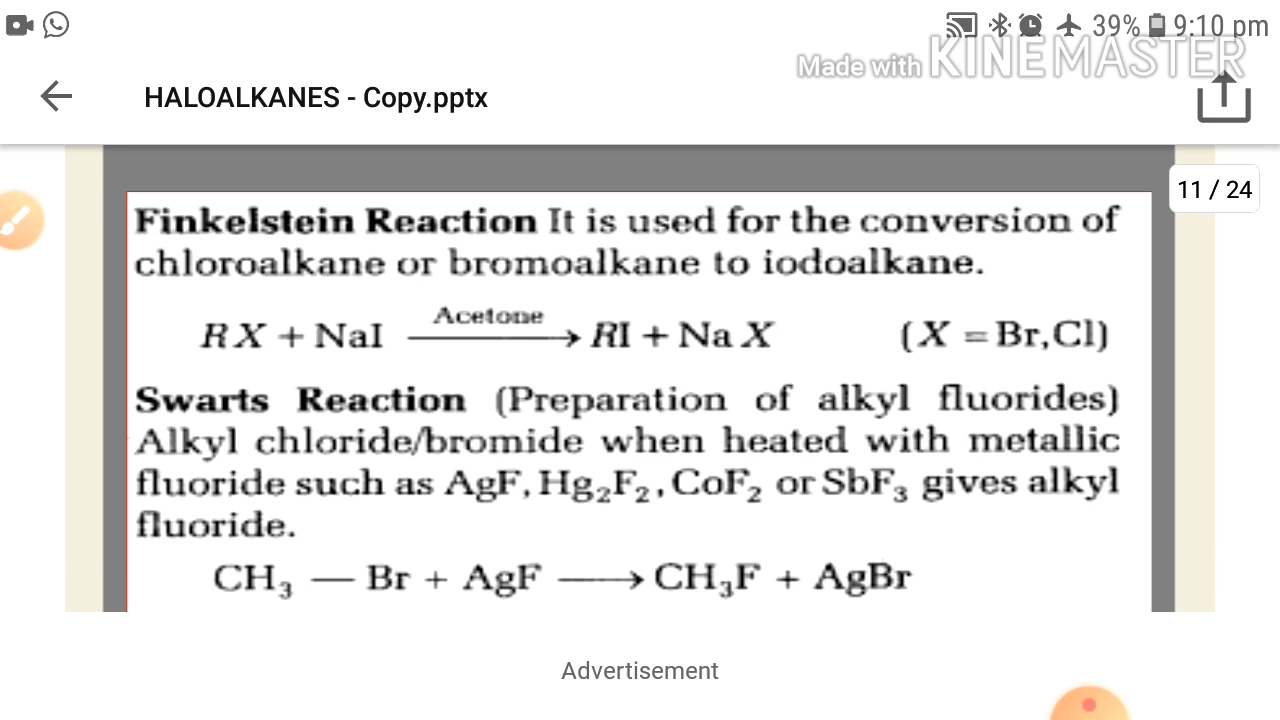 39% 9:10 pm
Made with KINEMASTER
HALOALKANES - Copy.pptx
11 / 24
Finkelstein Reaction It is used for the conversion of
chloroalkane or bromoalkane to iodoalkane.
RX + NaI —Acetone→ RI + NaX (X = Br,Cl)
Swarts Reaction (Preparation of alkyl fluorides)
Alkyl chloride/bromide when heated with metallic
fluoride such as AgF, Hg₂F₂, CoF₂ or SbF₃ gives alkyl
fluoride.
CH₃ — Br + AgF ⟶ CH₃F + AgBr
Advertisement